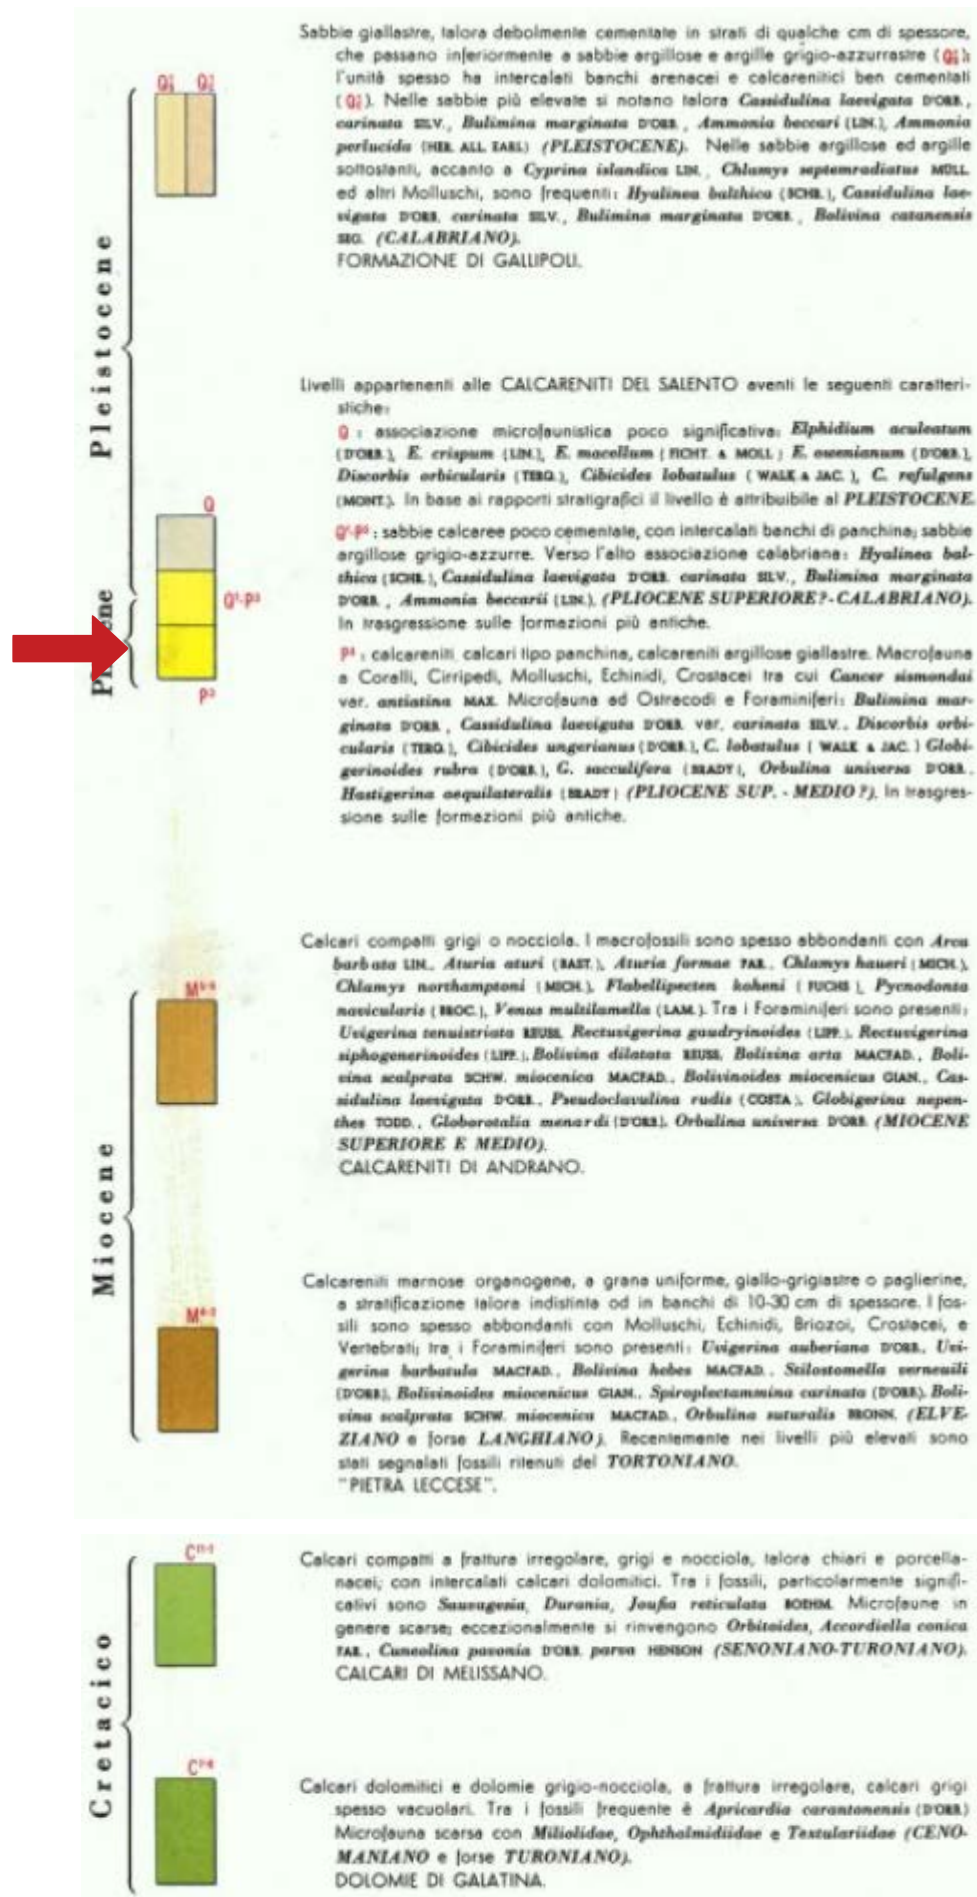 Sabbie giallastre, talora debolmente cementate in strati di qualche cm di spessore,
che passano inferiormente a sabbie argillose e argille grigio-azzurrastre (
l'unità spesso ha intercalati banchi arenacei e calcarenitici ben cementati
Nelle sabbie più elevate si notano talora Cassidulina laevigata D'ORB.,
carinata SILV., Bulimina marginata D'ORB., Ammonia beccari (LIN.), Ammonia
perlucida (HER. ALL. EARL) (PLEISTOCENE). Nelle sabbie argillose ed argille
sottostanti, accanto a Cyprina islandica LIN., Chlamys septemradiatus MÜLL.
ed altri Molluschi, sono frequenti: Hyalinea balthica (SCHR.), Cassidulina lae-
vigata D'ORB. carinata SILV., Bulimina marginata D'ORB., Bolivina catanensis
SEG. (CALABRIANO).
FORMAZIONE DI GALLIPOLI.
Pleistocene
Livelli appartenenti alle CALCARENITI DEL SALENTO aventi le seguenti caratteri-
stiche:
Q : associazione microfaunistica poco significativa: Elphidium aculeatum
(D'ORB.), E. crispum (LIN.), E. macellum (FICHT. & MOLL.) E. owenianum (D'ORB.),
Discorbis orbicularis (TERQ.), Cibicides lobatulus (WALK & JAC.), C. refulgens
(MONT.). In base ai rapporti stratigrafici il livello è attribuibile al PLEISTOCENE.
Q
Q¹-P³ : sabbie calcaree poco cementate, con intercalati banchi di panchina; sabbie
argillose grigio-azzurre. Verso l'alto associazione calabriana: Hyalinea bal-
thica (SCHR.), Cassidulina laevigata D'ORB. carinata SILV., Bulimina marginata
D'ORB., Ammonia beccarii (LIN.), (PLIOCENE SUPERIORE?-CALABRIANO).
In trasgressione sulle formazioni più antiche.
Q¹-P³
P³ : calcareniti, calcari tipo panchina, calcareniti argillose giallastre. Macrofauna
a Coralli, Cirripedi, Molluschi, Echinidi, Crostacei tra cui Cancer sismondai
var. antiatina MAX. Microfauna ad Ostracodi e Foraminiferi: Bulimina mar-
ginata D'ORB., Cassidulina laevigata D'ORB. var. carinata SILV., Discorbis orbi-
cularis (TERQ.), Cibicides ungerianus (D'ORB.), C. lobatulus (WALK & JAC.) Globi-
gerinoides rubra (D'ORB.), G. sacculifera (BRADY), Orbulina universa D'ORB.,
Hastigerina aequilateralis (BRADY) (PLIOCENE SUP. - MEDIO?). In trasgres-
sione sulle formazioni più antiche.
P³
Calcari compatti grigi o nocciola. I macrofossili sono spesso abbondanti con Arca
barbata LIN., Aturia aturi (BAST.), Aturia formae PAR., Chlamys haueri (MICH.),
Chlamys northamptoni (MICH.), Flabellipecten koheni (FUCHS), Pycnodonta
navicularis (BROC.), Venus multilamella (LAM.). Tra i Foraminiferi sono presenti:
Uvigerina tenuistriata REUSS, Rectuvigerina gaudryinoides (LIPP.), Rectuvigerina
siphogenerinoides (LIPP.), Bolivina dilatata REUSS, Bolivina arta MACFAD., Boli-
vina scalprata SCHW. miocenica MACFAD., Bolivinoides miocenicus GIAN., Cas-
sidulina laevigata D'ORB., Pseudoclavulina rudis (COSTA), Globigerina nepen-
thes TODD., Globorotalia menardi (D'ORB.), Orbulina universa D'ORB. (MIOCENE
SUPERIORE E MEDIO).
CALCARENITI DI ANDRANO.
Miocene
Calcareniti marnose organogene, a grana uniforme, giallo-grigiastre o paglierine,
a stratificazione talora indistinta od in banchi di 10-30 cm di spessore. I fos-
sili sono spesso abbondanti con Molluschi, Echinidi, Briozoi, Crostacei, e
Vertebrati; tra i Foraminiferi sono presenti: Uvigerina auberiana D'ORB., Uvi-
gerina barbatula MACFAD., Bolivina hebes MACFAD., Stilostomella verneuili
(D'ORB.), Bolivinoides miocenicus GIAN., Spiroplectammina carinata (D'ORB.), Boli-
vina scalprata SCHW. miocenica MACFAD., Orbulina suturalis BRONN. (ELVE-
ZIANO e forse LANGHIANO). Recentemente nei livelli più elevati sono
stati segnalati fossili ritenuti del TORTONIANO.
"PIETRA LECCESE".
Calcari compatti a frattura irregolare, grigi e nocciola, talora chiari e porcella-
nacei; con intercalati calcari dolomitici. Tra i fossili, particolarmente signifi-
cativi sono Sauvagesia, Durania, Joufia reticulata BOEHM. Microfaune in
genere scarse; eccezionalmente si rinvengono Orbitoides, Accordiella conica
FAR., Cuneolina pavonia D'ORB. parva HENSON (SENONIANO-TURONIANO).
CALCARI DI MELISSANO.
Cretacico
Calcari dolomitici e dolomie grigio-nocciola, a frattura irregolare, calcari grigi
spesso vacuolari. Tra i fossili frequente è Apricardia carantonensis (D'ORB.)
Microfauna scarsa con Miliolidae, Ophthalmidiidae e Textulariidae (CENO-
MANIANO e forse TURONIANO).
DOLOMIE DI GALATINA.